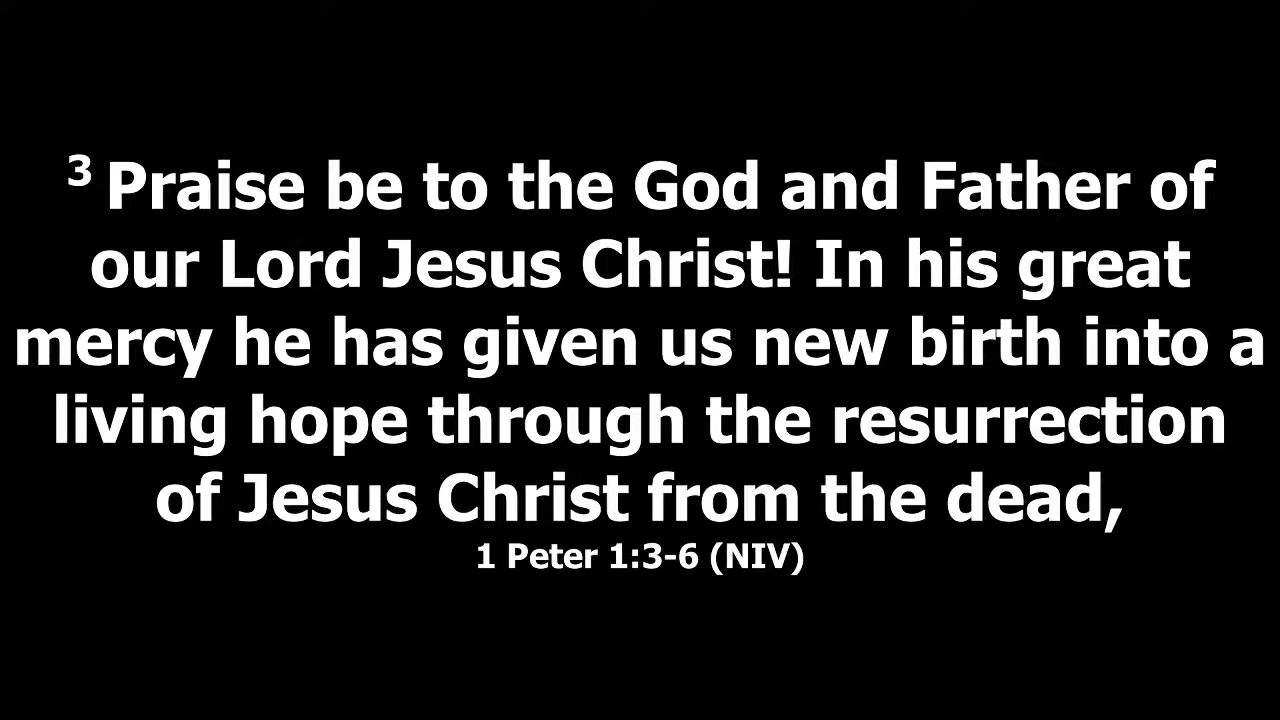 3 Praise be to the God and Father of
our Lord Jesus Christ! In his great
mercy he has given us new birth into a
living hope through the resurrection
of Jesus Christ from the dead,
1 Peter 1:3-6 (NIV)